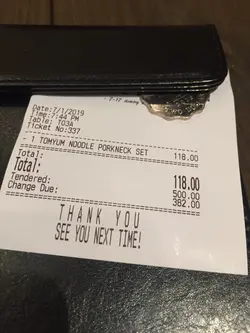 Date:7/1/2019
Time:7:44 PM
Table: T03A
Ticket No:337
1 TOMYUM NOODLE PORKNECK SET 118.00
Total:
Total: 118.00
Tendered: 500.00
Change Due: 382.00
THANK YOU
SEE YOU NEXT TIME!